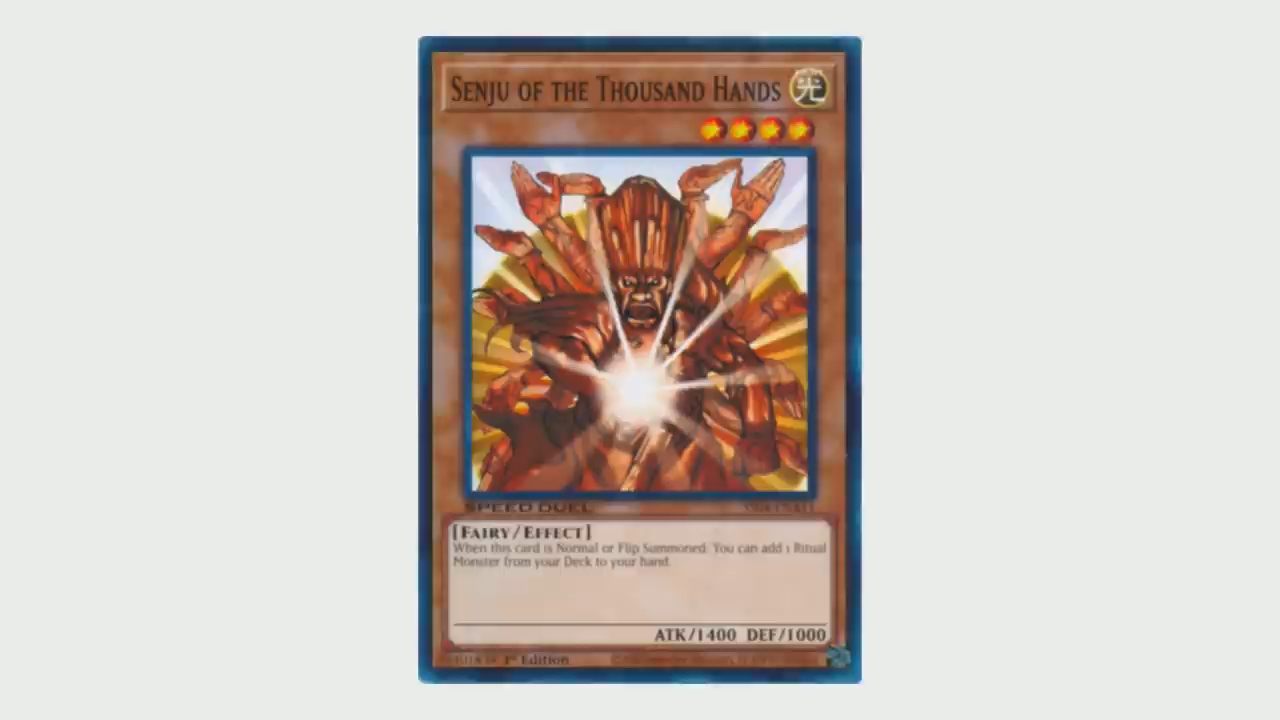 Senju of the Thousand Hands 光
SPEED DUEL
[Fairy/Effect]
When this card is Normal or Flip Summoned: You can add 1 Ritual
Monster from your Deck to your hand.
ATK/1400 DEF/1000
1st Edition